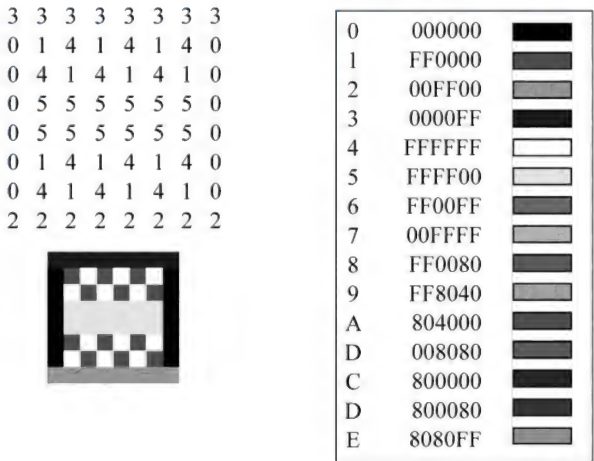 3 3 3 3 3 3 3 3
0 1 4 1 4 1 4 0
0 4 1 4 1 4 1 0
0 5 5 5 5 5 5 0
0 5 5 5 5 5 5 0
0 1 4 1 4 1 4 0
0 4 1 4 1 4 1 0
2 2 2 2 2 2 2 2
0 000000
1 FF0000
2 00FF00
3 0000FF
4 FFFFFF
5 FFFF00
6 FF00FF
7 00FFFF
8 FF0080
9 FF8040
A 804000
D 008080
C 800000
D 800080
E 8080FF